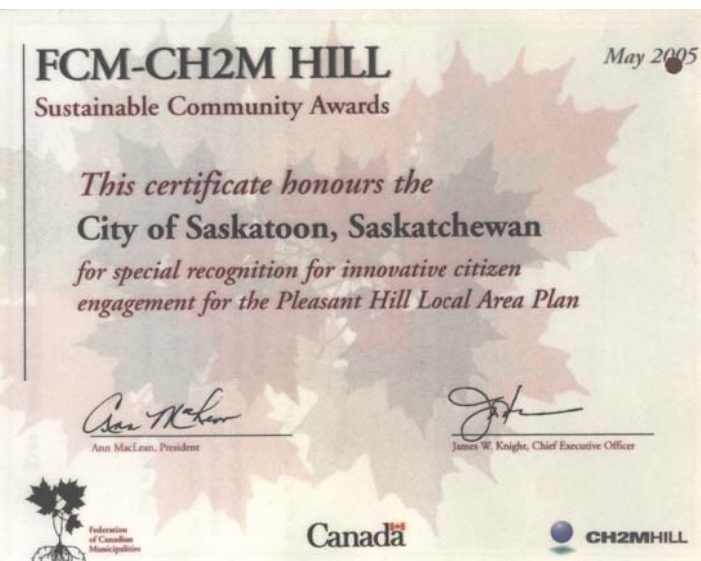 FCM-CH2M HILL
May 2005
Sustainable Community Awards
This certificate honours the
City of Saskatoon, Saskatchewan
for special recognition for innovative citizen
engagement for the Pleasant Hill Local Area Plan
Ann MacLean
Ann MacLean, President
James W. Knight, Chief Executive Officer
Federation
of Canadian
Municipalities
Canada
CH2MHILL